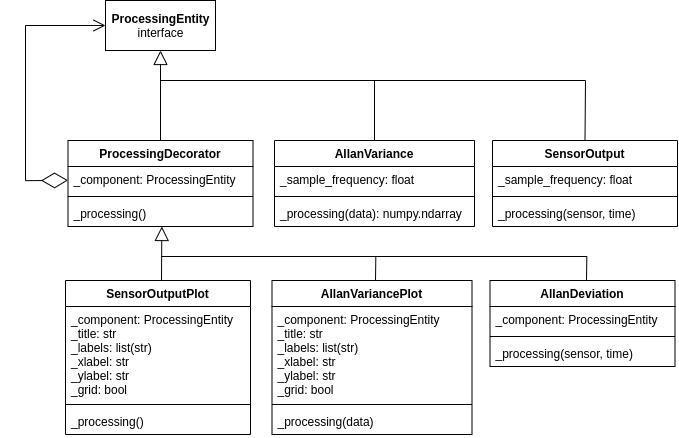 ProcessingEntity
interface
ProcessingDecorator
_component: ProcessingEntity
_processing()
AllanVariance
_sample_frequency: float
_processing(data): numpy.ndarray
SensorOutput
_sample_frequency: float
_processing(sensor, time)
SensorOutputPlot
_component: ProcessingEntity
_title: str
_labels: list(str)
_xlabel: str
_ylabel: str
_grid: bool
_processing()
AllanVariancePlot
_component: ProcessingEntity
_title: str
_labels: list(str)
_xlabel: str
_ylabel: str
_grid: bool
_processing(data)
AllanDeviation
_component: ProcessingEntity
_processing(sensor, time)